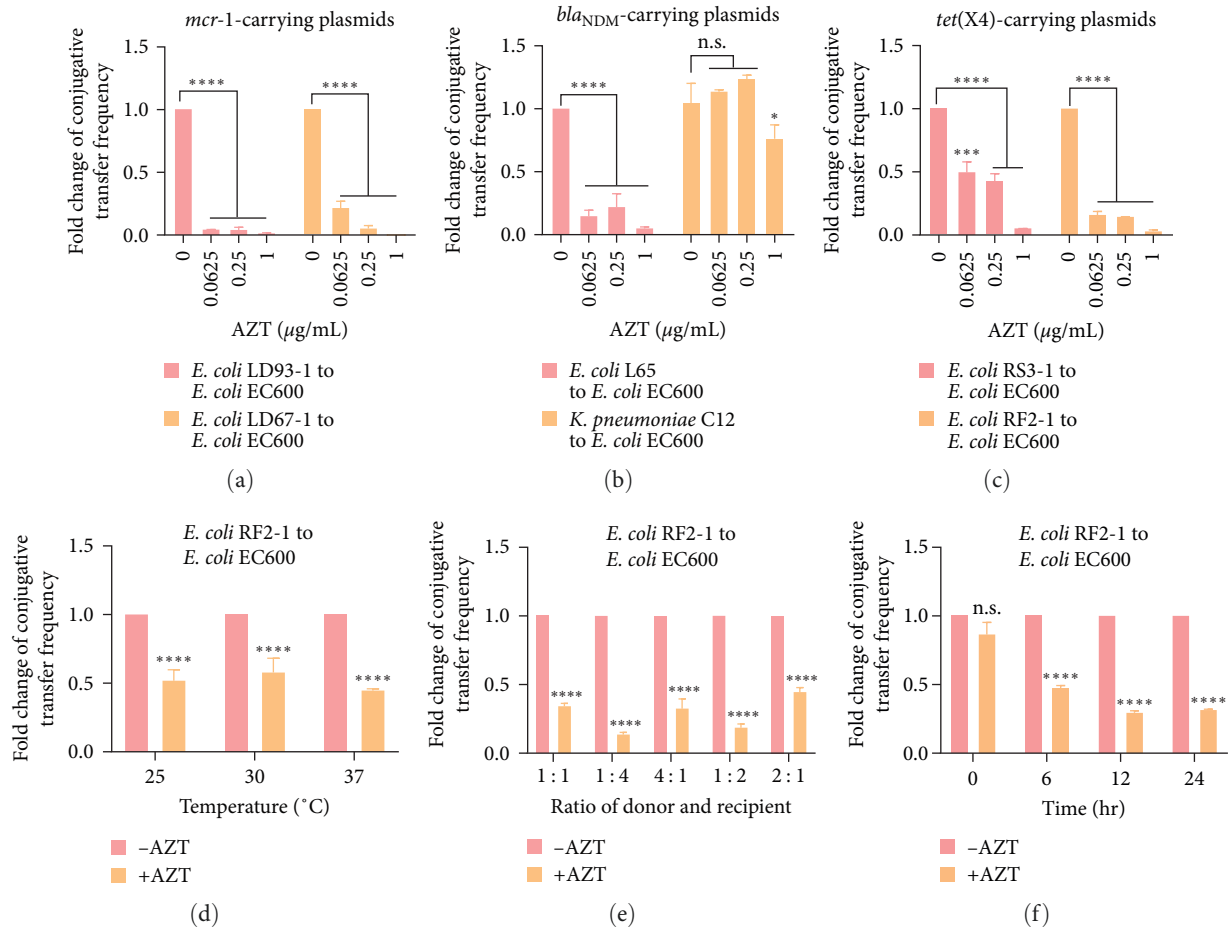 mcr-1-carrying plasmids
Fold change of conjugative
transfer frequency
1.5
1.0
0.5
0.0
****
****
0
0.0625
0.25
1
0
0.0625
0.25
1
AZT (μg/mL)
E. coli LD93-1 to
E. coli EC600
E. coli LD67-1 to
E. coli EC600
(a)
blaNDM-carrying plasmids
Fold change of conjugative
transfer frequency
1.5
1.0
0.5
0.0
****
n.s.
*
0
0.0625
0.25
1
0
0.0625
0.25
1
AZT (μg/mL)
E. coli L65
to E. coli EC600
K. pneumoniae C12
to E. coli EC600
(b)
tet(X4)-carrying plasmids
Fold change of conjugative
transfer frequency
1.5
1.0
0.5
0.0
****
***
****
0
0.0625
0.25
1
0
0.0625
0.25
1
AZT (μg/mL)
E. coli RS3-1 to
E. coli EC600
E. coli RF2-1 to
E. coli EC600
(c)
E. coli RF2-1 to
E. coli EC600
Fold change of conjugative
transfer frequency
1.5
1.0
0.5
0.0
****
****
****
25
30
37
Temperature (°C)
–AZT
+AZT
(d)
E. coli RF2-1 to
E. coli EC600
Fold change of conjugative
transfer frequency
1.5
1.0
0.5
0.0
****
****
****
****
****
1 : 1
1 : 4
4 : 1
1 : 2
2 : 1
Ratio of donor and recipient
–AZT
+AZT
(e)
E. coli RF2-1 to
E. coli EC600
Fold change of conjugative
transfer frequency
1.5
1.0
0.5
0.0
n.s.
****
****
****
0
6
12
24
Time (hr)
–AZT
+AZT
(f)